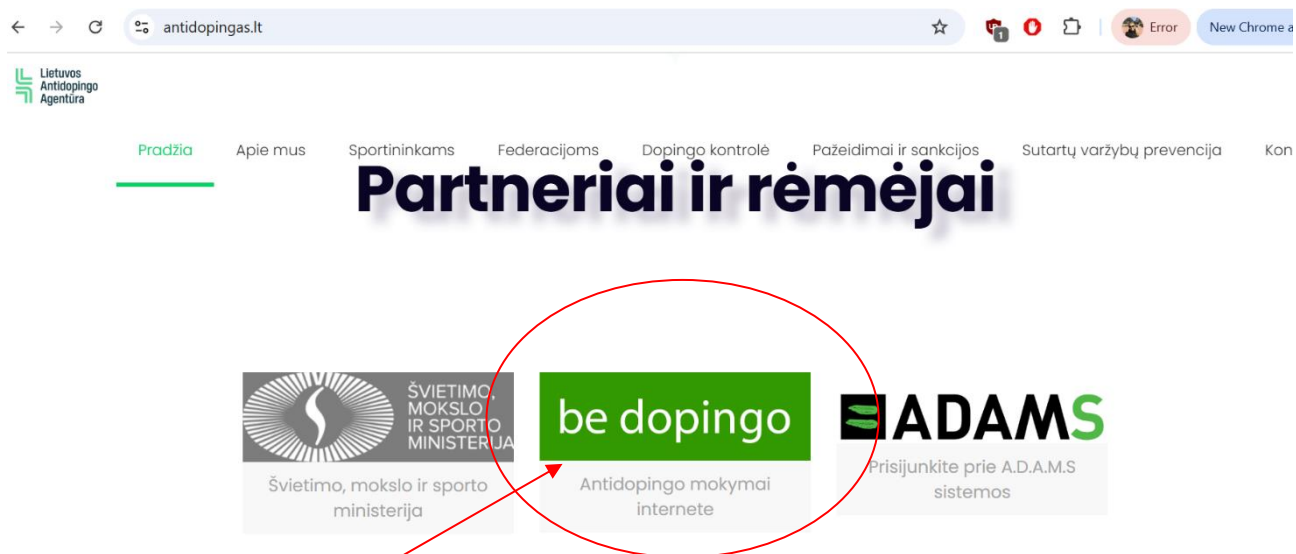 antidopingas.lt
1
Error
New Chrome a
Lietuvos
Antidopingo
Agentūra
Pradžia Apie mus Sportininkams Federacijoms Dopingo kontrolė Pažeidimai ir sankcijos Sutartų varžybų prevencija Kon
Partneriai ir rėmėjai
ŠVIETIMO,
MOKSLO
IR SPORTO
MINISTERIJA
Švietimo, mokslo ir sporto
ministerija
be dopingo
Antidopingo mokymai
internete
ADAMS
Prisijunkite prie A.D.A.M.S
sistemos